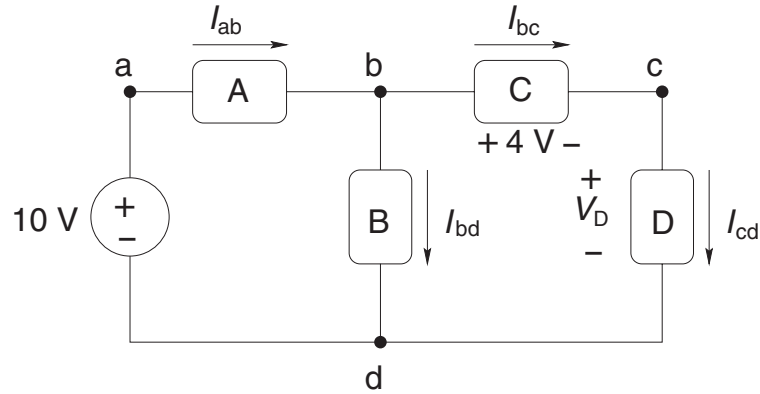 I_ab
I_bc
a
b
c
A
C
+ 4 V −
10 V
+
−
B
I_bd
+
V_D
−
D
I_cd
d